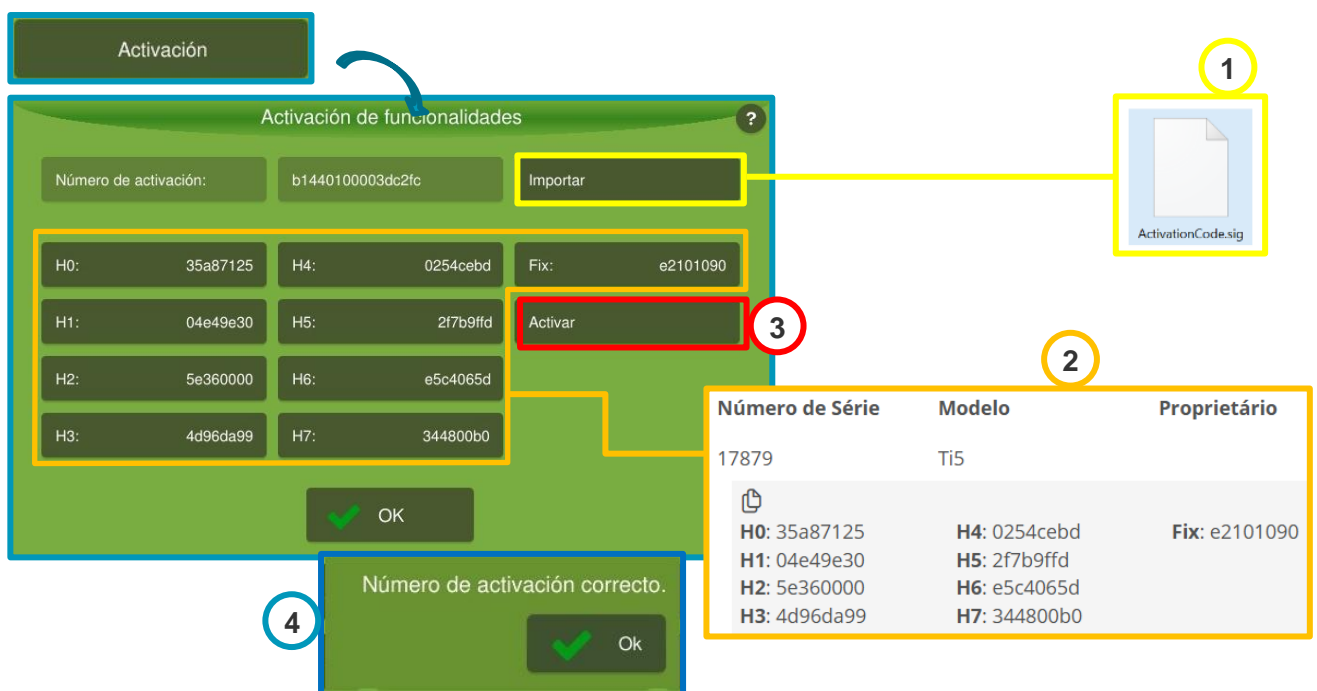 Activación
1
Activación de funcionalidades
?
Número de activación: b1440100003dc2fc Importar
ActivationCode.sig
H0: 35a87125 H4: 0254cebd Fix: e2101090
H1: 04e49e30 H5: 2f7b9ffd Activar
3
H2: 5e360000 H6: e5c4065d
2
H3: 4d96da99 H7: 344800b0
Número de Série Modelo Proprietário
17879 Ti5
OK
H0: 35a87125 H4: 0254cebd Fix: e2101090
H1: 04e49e30 H5: 2f7b9ffd
H2: 5e360000 H6: e5c4065d
H3: 4d96da99 H7: 344800b0
Número de activación correcto.
4
Ok